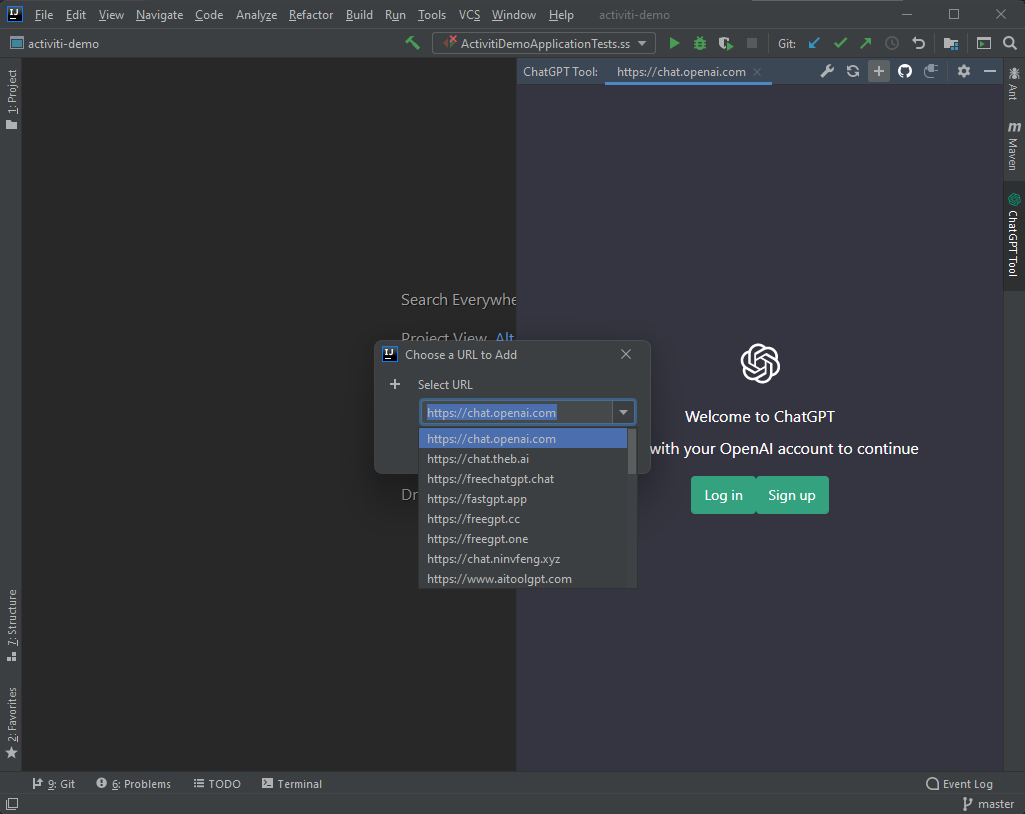 IJ File Edit View Navigate Code Analyze Refactor Build Run Tools VCS Window Help activiti-demo
activiti-demo
ActivitiDemoApplicationTests.ss
Git:
1: Project
7: Structure
2: Favorites
Search Everywhe
Project View Alt
Dr
ChatGPT Tool: https://chat.openai.com
Welcome to ChatGPT
with your OpenAI account to continue
Log in Sign up
IJ Choose a URL to Add
Select URL
https://chat.openai.com
https://chat.openai.com
https://chat.theb.ai
https://freechatgpt.chat
https://fastgpt.app
https://freegpt.cc
https://freegpt.one
https://chat.ninvfeng.xyz
https://www.aitoolgpt.com
Ant
m Maven
ChatGPT Tool
9: Git 6: Problems TODO Terminal Event Log
master